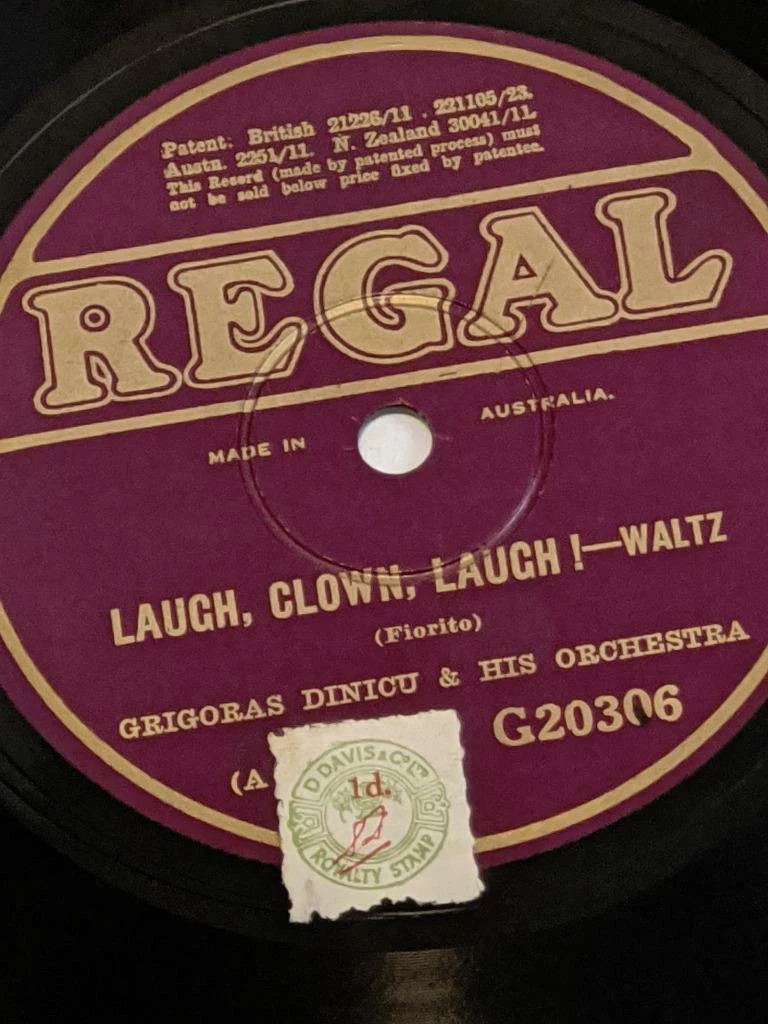 Patent: British 21226/11 . 221105/23.
Austn. 2251/11. N. Zealand 30041/11.
This Record (made by patented process) must
not be sold below price fixed by patentee.
REGAL
MADE IN AUSTRALIA.
LAUGH, CLOWN, LAUGH!—WALTZ
(Fiorito)
GRIGORAS DINICU & HIS ORCHESTRA
G20306
(A
D DAVIS & CO LTD
1d.
ROYALTY STAMP